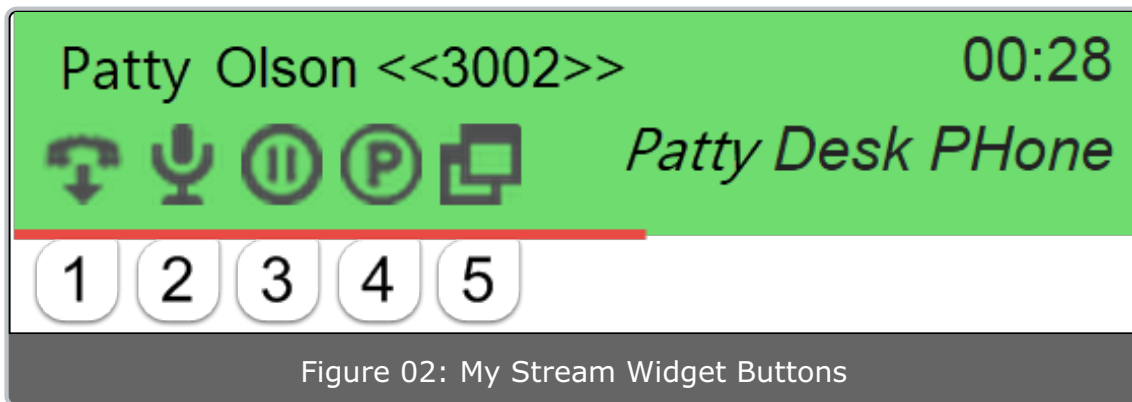 Patty Olson <<3002>> 00:28
P Patty Desk PHone
1 2 3 4 5
Figure 02: My Stream Widget Buttons